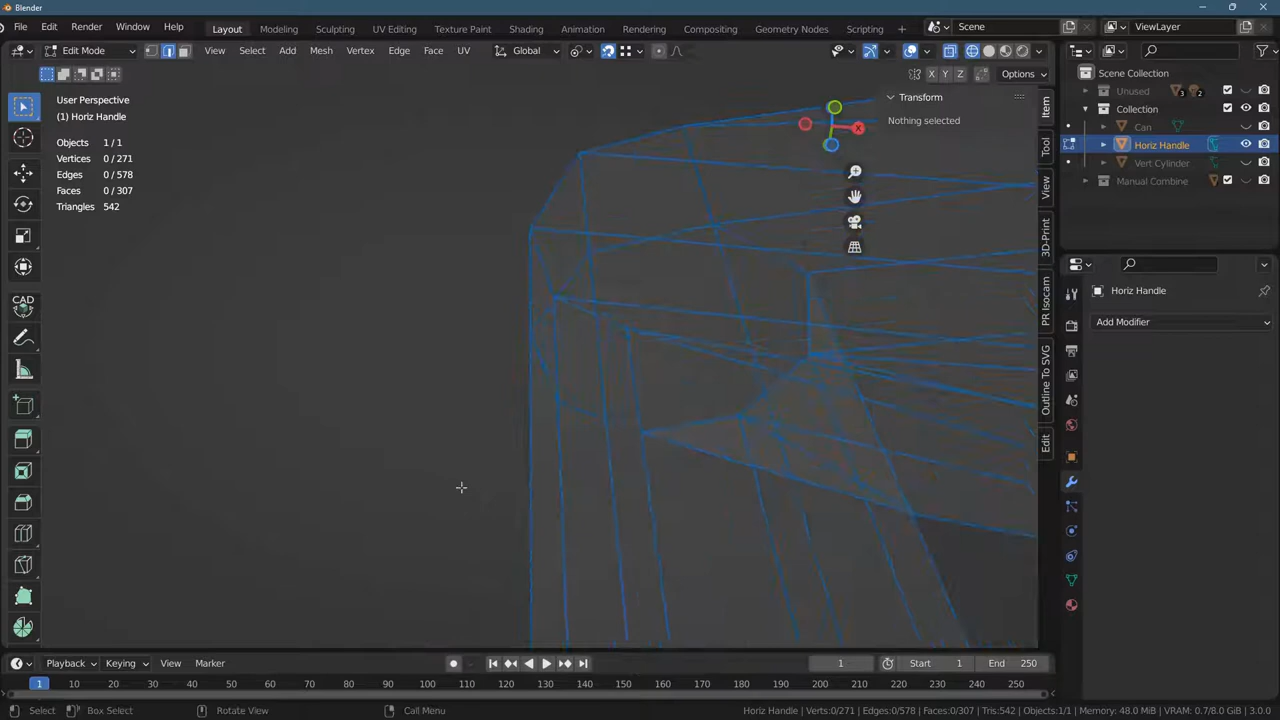 Blender
File Edit Render Window Help Layout Modeling Sculpting UV Editing Texture Paint Shading Animation Rendering Compositing Geometry Nodes Scripting + Scene ViewLayer
Edit Mode View Select Add Mesh Vertex Edge Face UV Global
X Y Z Options
User Perspective
(1) Horiz Handle
Objects 1 / 1
Vertices 0 / 271
Edges 0 / 578
Faces 0 / 307
Triangles 542
CAD
Transform
Nothing selected
X
Item
Tool
View
3D-Print
PR Isocam
Outline To SVG
Edit
Scene Collection
Unused 3 2
Collection
Can
Horiz Handle
Vert Cylinder
Manual Combine
Horiz Handle
Add Modifier
Playback Keying View Marker 1 Start 1 End 250
1 10 20 30 40 50 60 70 80 90 100 110 120 130 140 150 160 170 180 190 200 210 220 230 240 250
Select Box Select Rotate View Call Menu Horiz Handle | Verts:0/271 | Edges:0/578 | Faces:0/307 | Tris:542 | Objects:1/1 | Memory: 48.0 MiB | VRAM: 0.7/8.0 GiB | 3.0.0